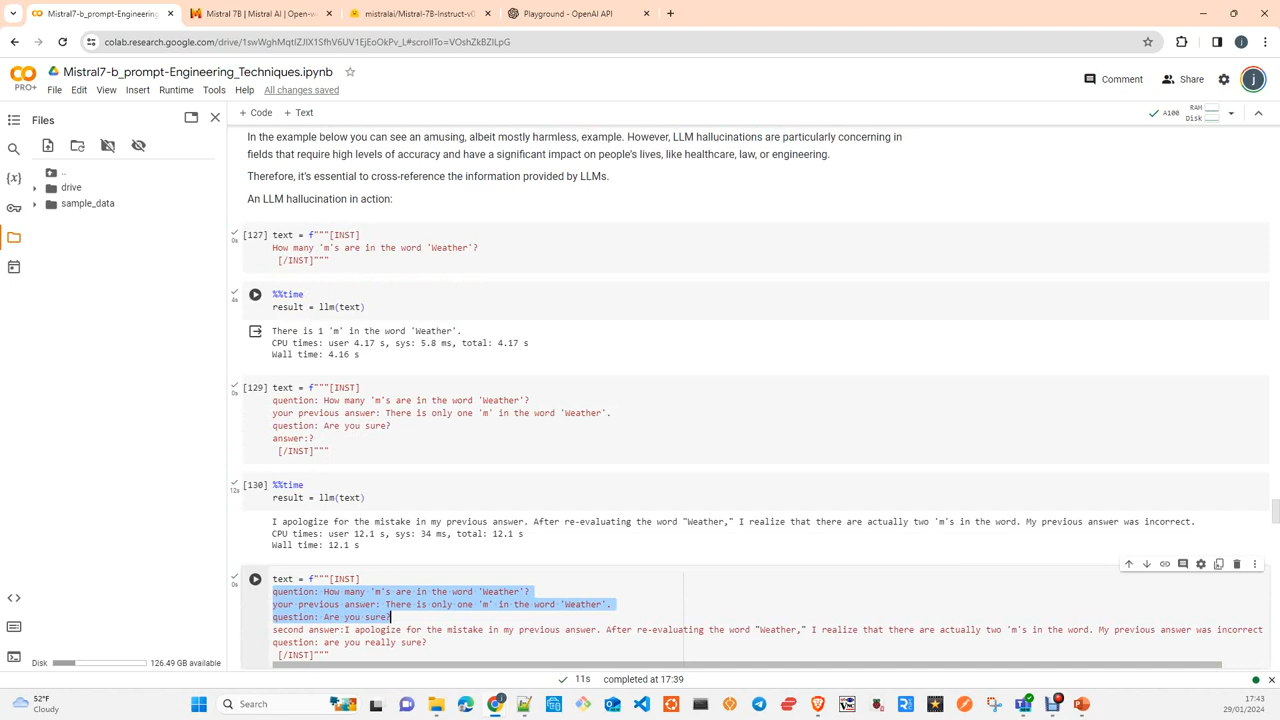 Mistral7-b_prompt-Engineering
Mistral 7B | Mistral AI | Open-w
mistralai/Mistral-7B-Instruct-v
Playground - OpenAI API
colab.research.google.com/drive/
Mistral7-b_prompt-Engineering_Techniques.ipynb
PRO+
File Edit View Insert Runtime Tools Help All changes saved
Comment Share j
Files
+ Code + Text
A100 RAM Disk
..
drive
sample_data
In the example below you can see an amusing, albeit mostly harmless, example. However, LLM hallucinations are particularly concerning in
fields that require high levels of accuracy and have a significant impact on people's lives, like healthcare, law, or engineering.
Therefore, it's essential to cross-reference the information provided by LLMs.
An LLM hallucination in action:
[127] text = f"""[INST]
0s
How many 'm's are in the word 'Weather'?
[/INST]"""
%%time
4s
result = llm(text)
There is 1 'm' in the word 'Weather'.
CPU times: user 4.17 s, sys: 5.8 ms, total: 4.17 s
Wall time: 4.16 s
[129] text = f"""[INST]
0s
quention: How many 'm's are in the word 'Weather'?
your previous answer: There is only one 'm' in the word 'Weather'.
question: Are you sure?
answer:?
[/INST]"""
[130] %%time
12s
result = llm(text)
I apologize for the mistake in my previous answer. After re-evaluating the word "Weather," I realize that there are actually two 'm's in the word. My previous answer was incorrect.
CPU times: user 12.1 s, sys: 34 ms, total: 12.1 s
Wall time: 12.1 s
text = f"""[INST]
0s
quention: How many 'm's are in the word 'Weather'?
your previous answer: There is only one 'm' in the word 'Weather'.
question: Are you sure?
second answer:I apologize for the mistake in my previous answer. After re-evaluating the word "Weather," I realize that there are actually two 'm's in the word. My previous answer was incorrect
question: are you really sure?
[/INST]"""
Disk 126.49 GB available
11s completed at 17:39
52°F
Cloudy
Search
17:43
29/01/2024